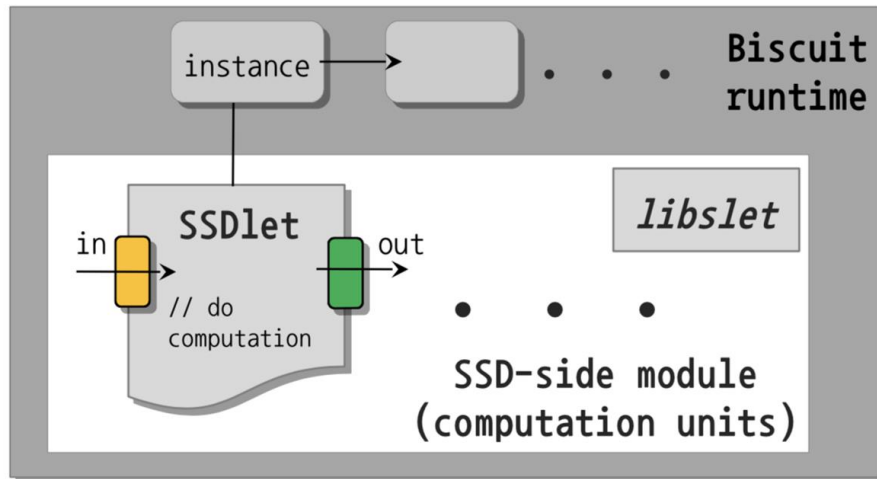 instance
Biscuit
runtime
libslet
SSDlet
in
out
// do
computation
SSD-side module
(computation units)